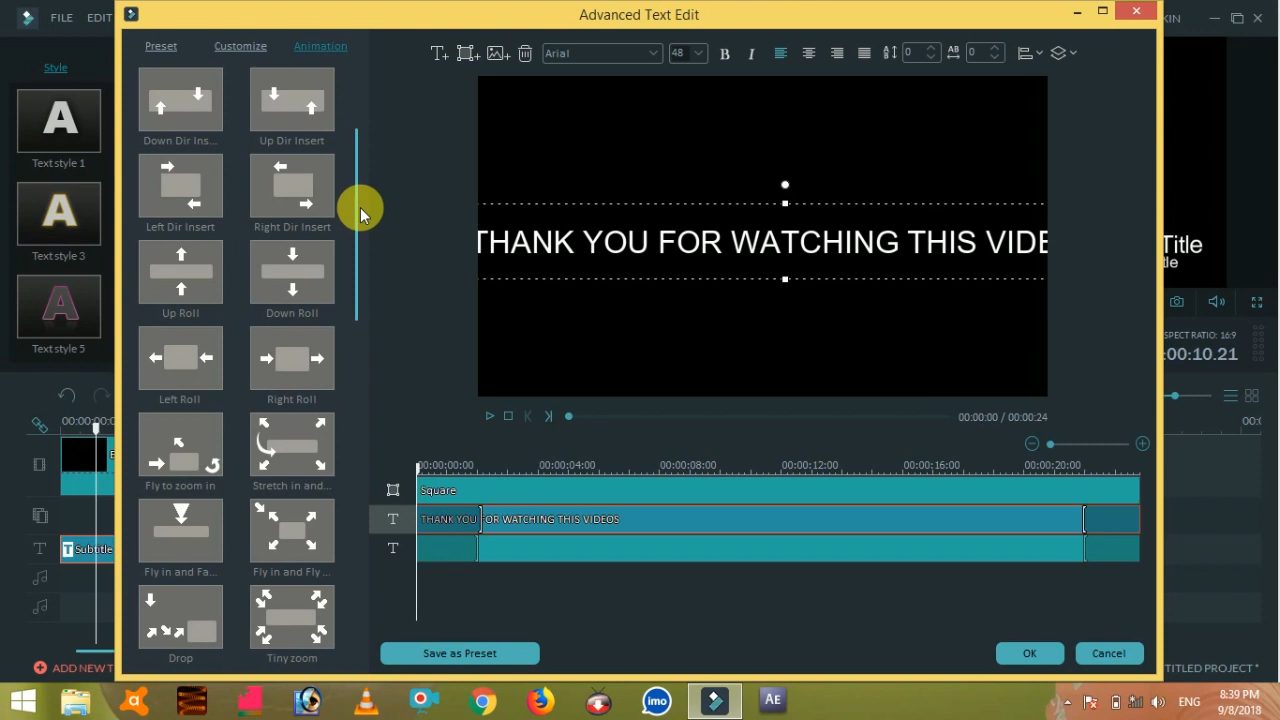 Advanced Text Edit
FILE
EDIT
KIN
Preset
Customize
Animation
Style
Arial
48
B
I
0
AB
0
A
Text style 1
A
Text style 3
A
Text style 5
Down Dir Ins...
Up Dir Insert
Left Dir Insert
Right Dir Insert
Up Roll
Down Roll
Left Roll
Right Roll
Fly to zoom in
Stretch in and...
Fly in and Fa...
Fly in and Fly ...
Drop
Tiny zoom
THANK YOU FOR WATCHING THIS VIDE
00:00:00 / 00:00:24
Title
ASPECT RATIO: 16:9
:00:10.21
00:00:00:00
00:00:04:00
00:00:08:00
00:00:12:00
00:00:16:00
00:00:20:00
Square
T
THANK YOU FOR WATCHING THIS VIDEOS
T
T
T Subtitle
ADD NEW T
Save as Preset
OK
Cancel
TITLED PROJECT *
imo
Ae
ENG
8:39 PM
9/8/2018